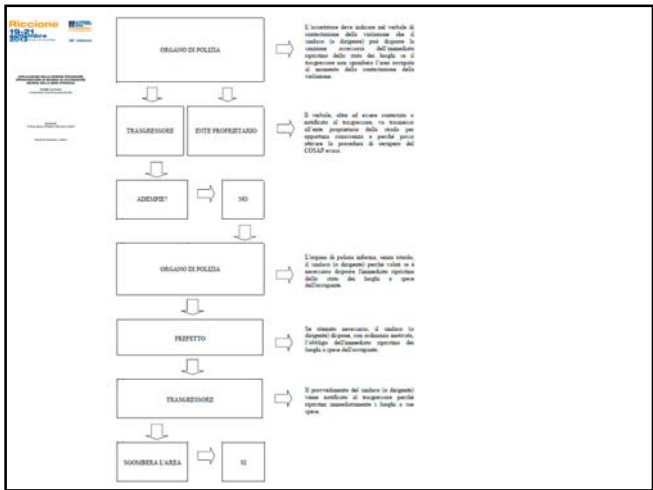 Riccione
19-21
settembre
2013
ORGANO DI POLIZIA
L'accertatore deve indicare nel verbale di
contestazione della violazione che il
sindaco (o dirigente) può disporre la
sanzione accessoria dell'immediato
ripristino dello stato dei luoghi se il
trasgressore non sgombera l'area occupata
al momento della contestazione della
violazione.
TRASGRESSORE
ENTE PROPRIETARIO
Il verbale, oltre ad essere contestato o
notificato al trasgressore, va trasmesso
all'ente proprietario della strada per
opportuna conoscenza e perché possa
attivare la procedura di recupero del
COSAP evaso.
ADEMPIE?
NO
ORGANO DI POLIZIA
L'organo di polizia informa, senza ritardo,
il sindaco (o dirigente) perché valuti se è
necessario disporre l'immediato ripristino
dello stato dei luoghi a spese
dell'occupante.
PREFETTO
Se ritenuto necessario, il sindaco (o
dirigente) dispone, con ordinanza motivata,
l'obbligo dell'immediato ripristino dei
luoghi a spese dell'occupante.
TRASGRESSORE
Il provvedimento del sindaco (o dirigente)
viene notificato al trasgressore perché
ripristini immediatamente i luoghi a sue
spese.
SGOMBERA L'AREA
SI